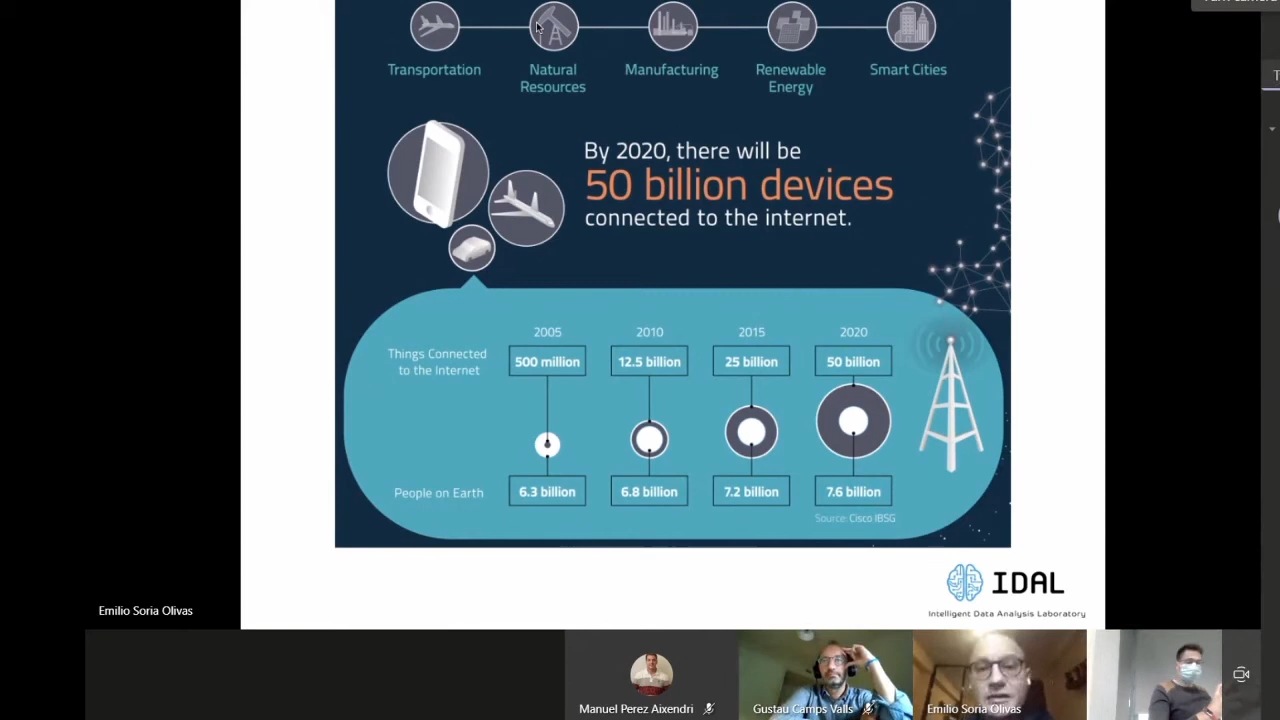 Transportation
Natural
Resources
Manufacturing
Renewable
Energy
Smart Cities
By 2020, there will be
50 billion devices
connected to the internet.
2005
2010
2015
2020
Things Connected
to the Internet
500 million
12.5 billion
25 billion
50 billion
People on Earth
6.3 billion
6.8 billion
7.2 billion
7.6 billion
Source: Cisco IBSG
IDAL
Intelligent Data Analysis Laboratory
Emilio Soria Olivas
Manuel Perez Aixendri
Gustau Camps Valls
Emilio Soria Olivas